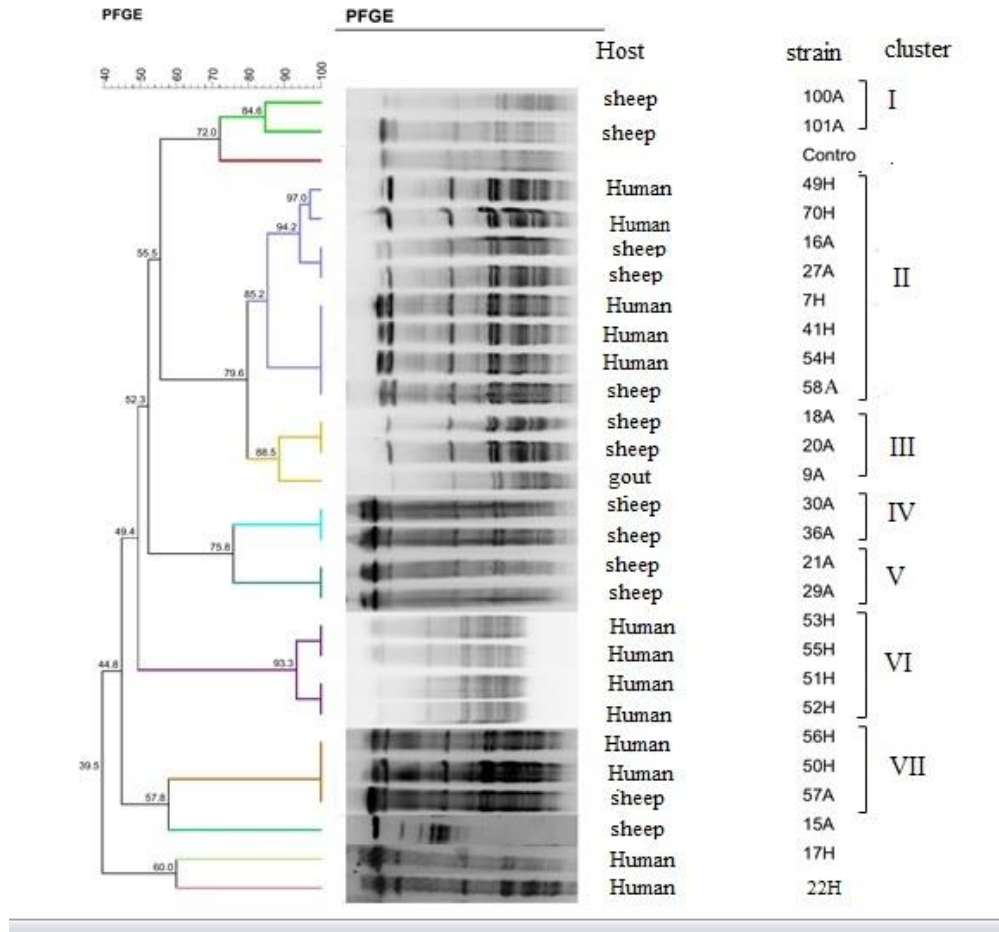 PFGE PFGE
Host strain cluster
40 50 60 70 80 90 100
sheep 100A I
84.6
sheep 101A
72.0
Contro
Human 49H
97.0
Human 70H
94.2
sheep 16A
55.5
sheep 27A II
85.2
Human 7H
Human 41H
Human 54H
79.6
sheep 58A
52.3
sheep 18A
sheep 20A III
88.5
gout 9A
sheep 30A IV
49.4
sheep 36A
75.8
sheep 21A V
sheep 29A
Human 53H
Human 55H VI
44.8 93.3
Human 51H
Human 52H
Human 56H
39.5
Human 50H VII
57.8
sheep 57A
sheep 15A
Human 17H
60.0
Human 22H